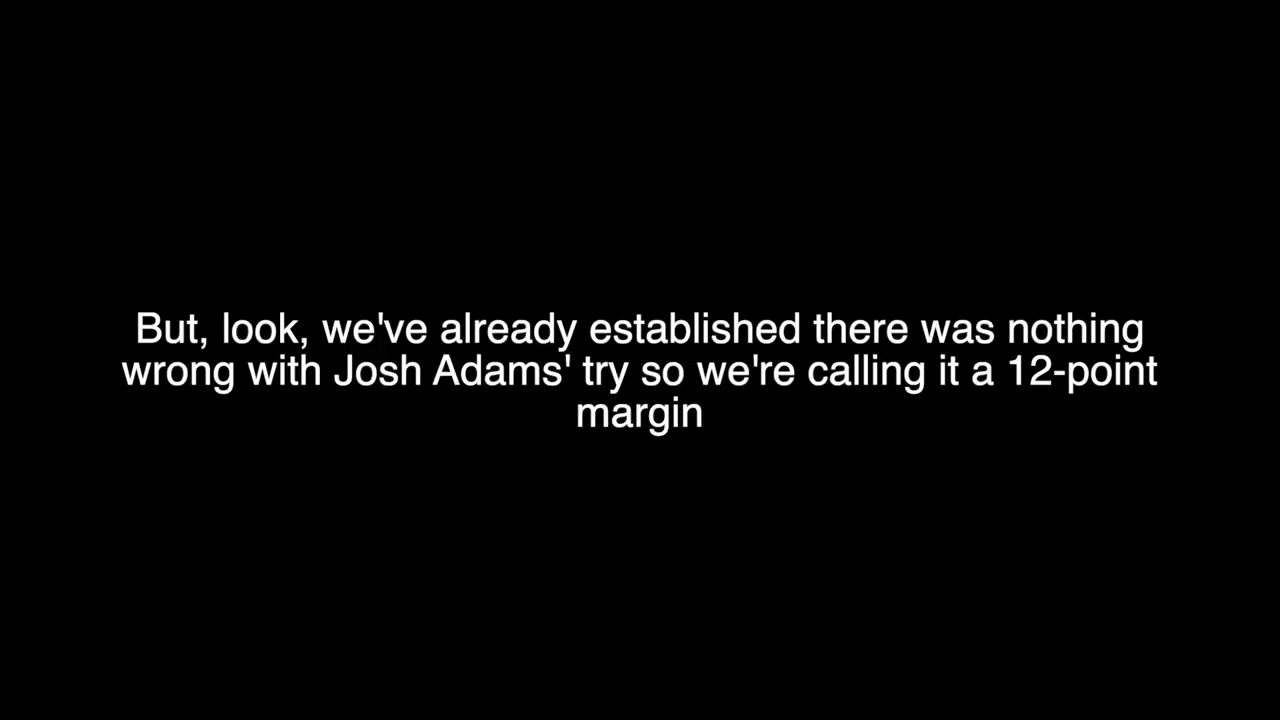 But, look, we've already established there was nothing
wrong with Josh Adams' try so we're calling it a 12-point
margin